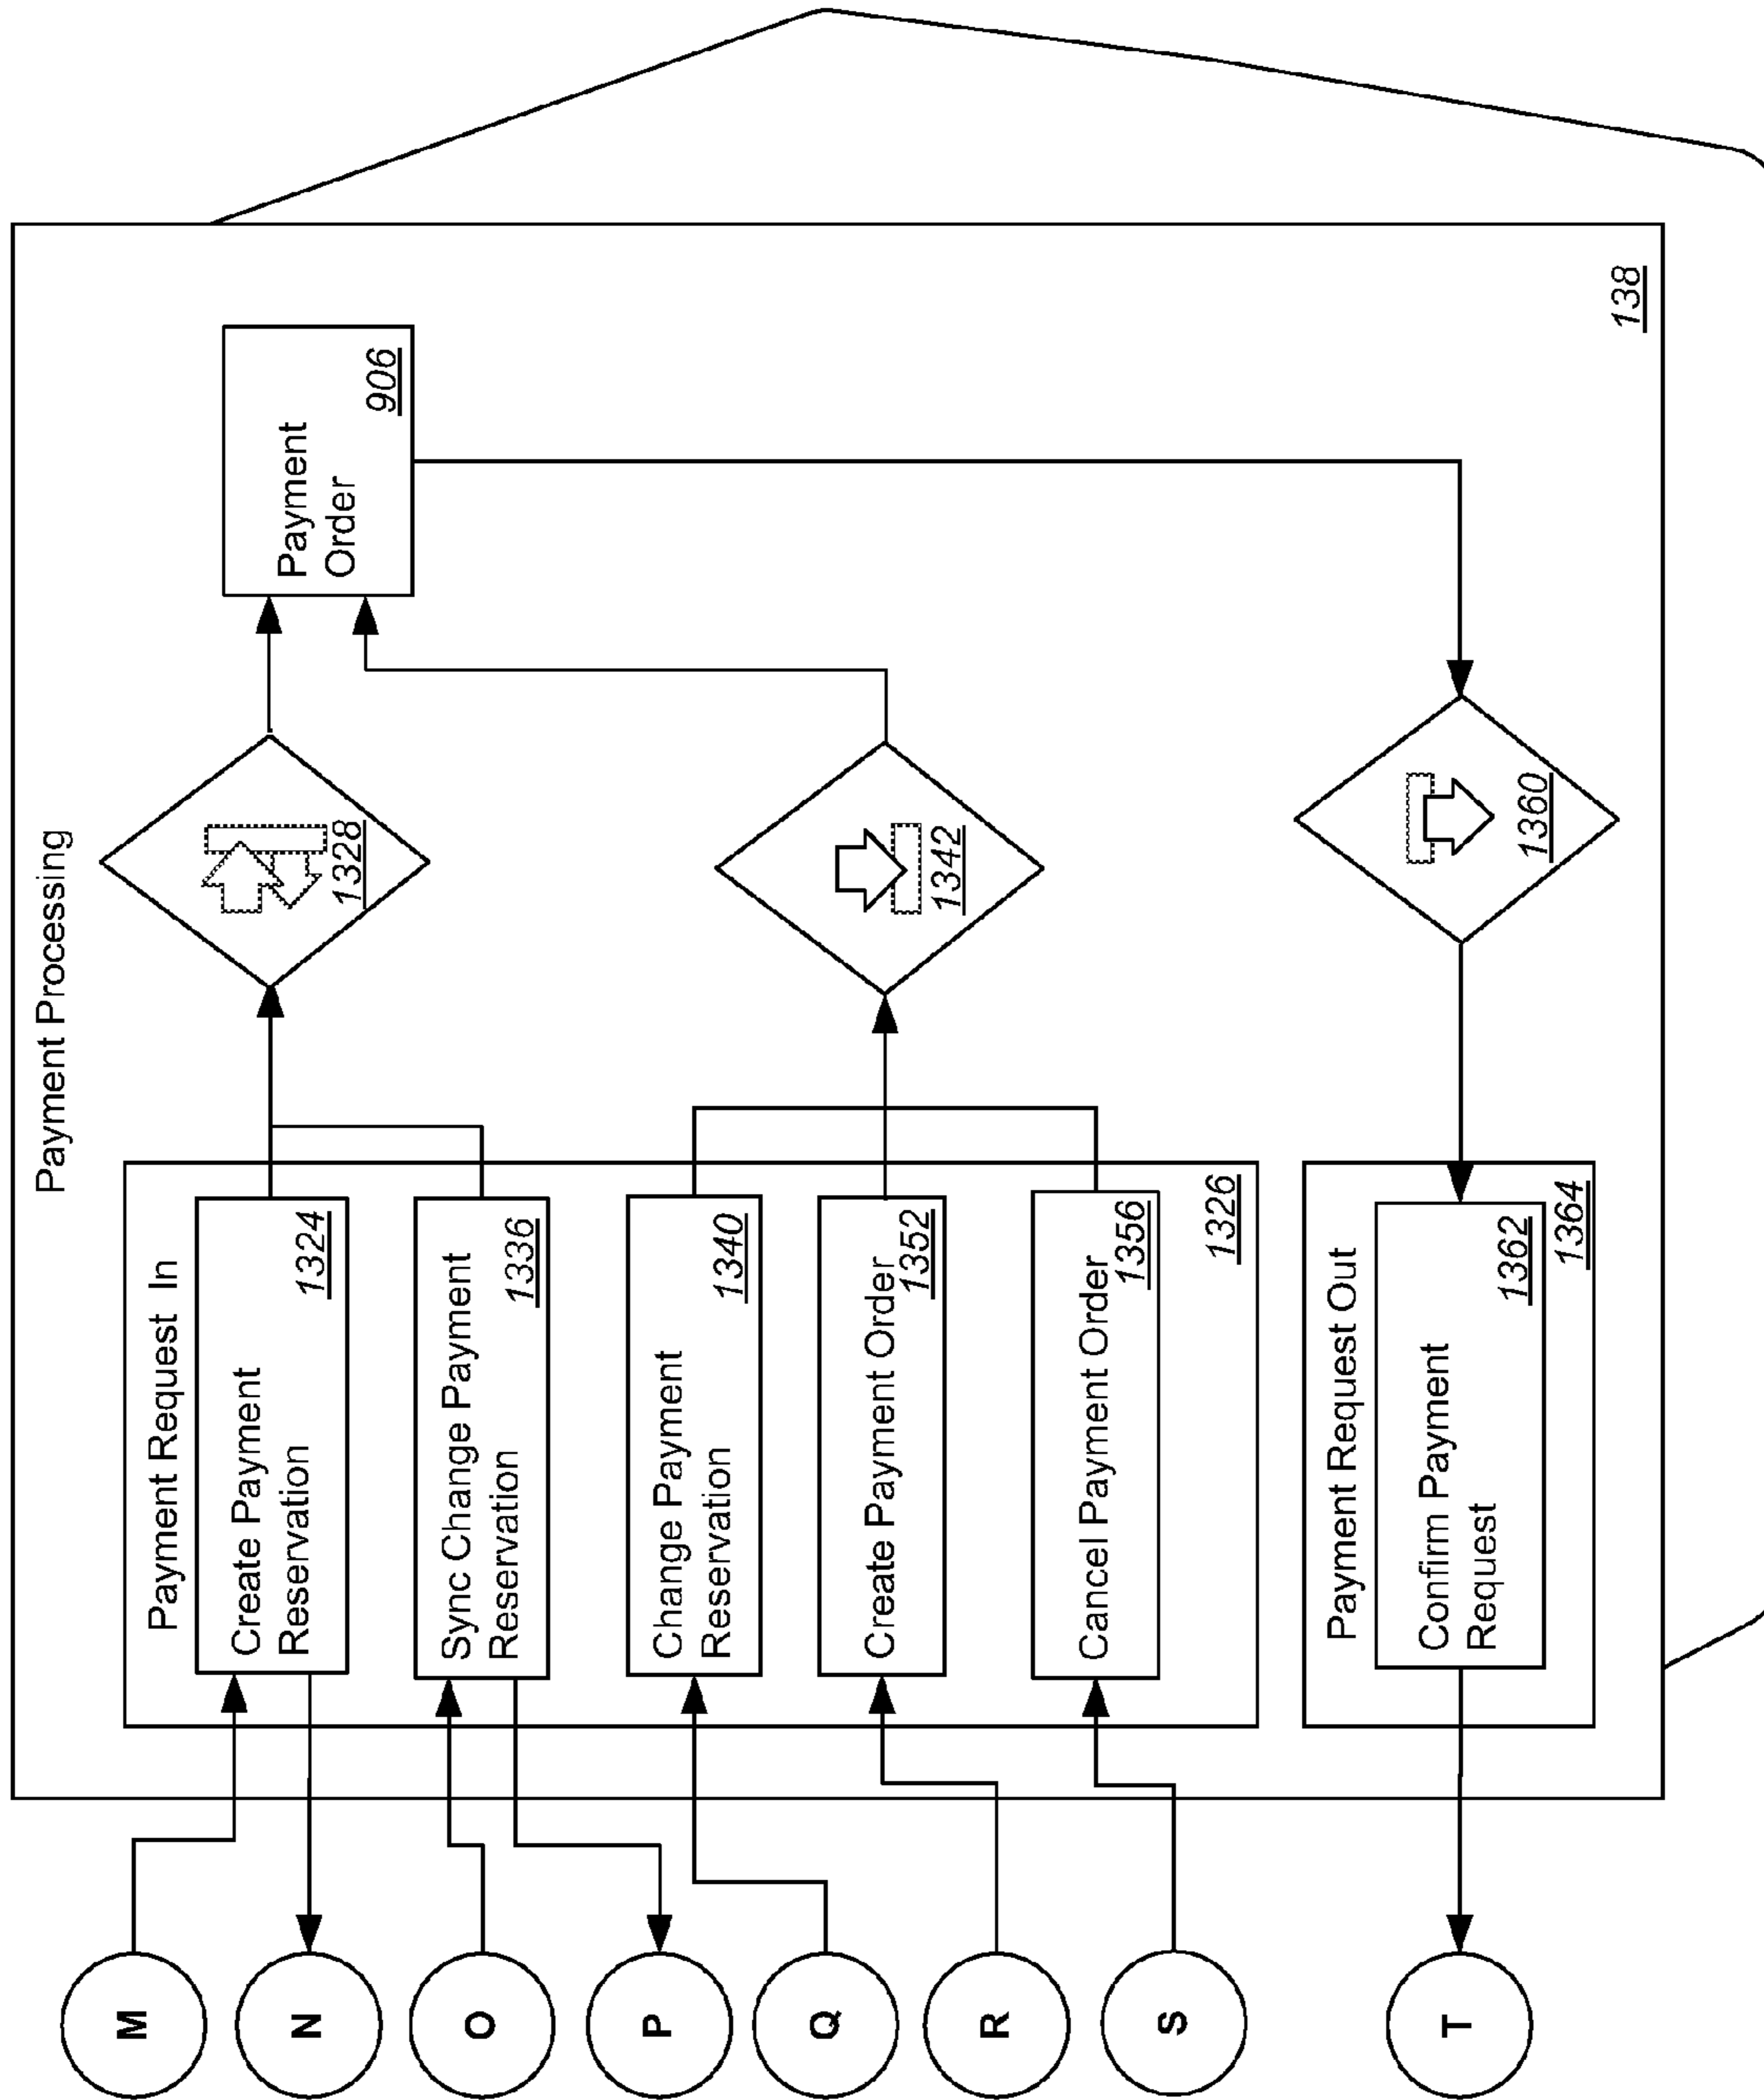 Payment Processing
Payment Request In
Create Payment
Reservation
1324
Sync Change Payment
Reservation
1336
Change Payment
Reservation
1340
Create Payment Order
1352
Cancel Payment Order
1356
1326
Payment Request Out
Confirm Payment
Request
1362
1364
1328
1342
1360
Payment
Order
906
138
M
N
O
P
Q
R
S
T